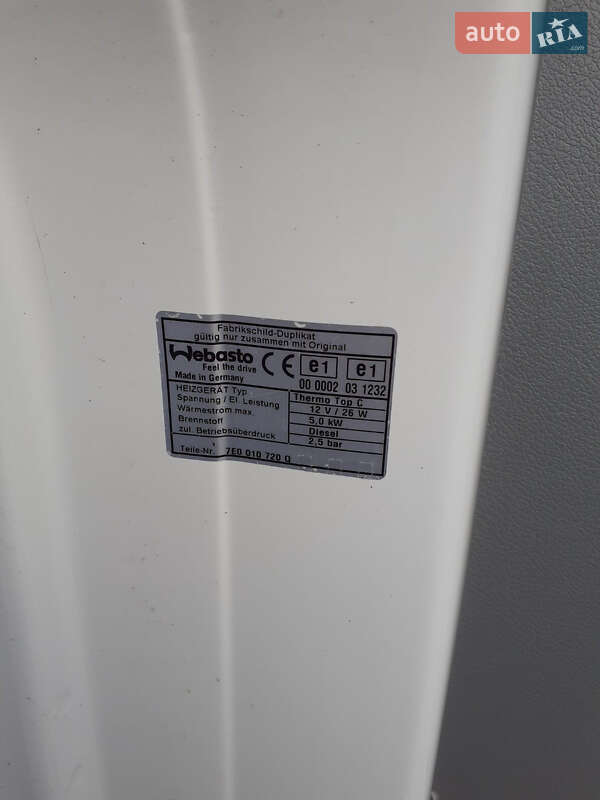 auto RIA .com
Fabrikschild-Duplikat
gültig nur zusammen mit Original
Webasto CE e1 e1
Feel the drive
Made in Germany 00 0002 03 1232
HEIZGERÄT Typ Thermo Top C
Spannung / El. Leistung 12 V / 26 W
Wärmestrom max. 5,0 kW
Brennstoff Diesel
zul. Betriebsüberdruck 2,5 bar
Teile-Nr. 7E0 010 720 Q